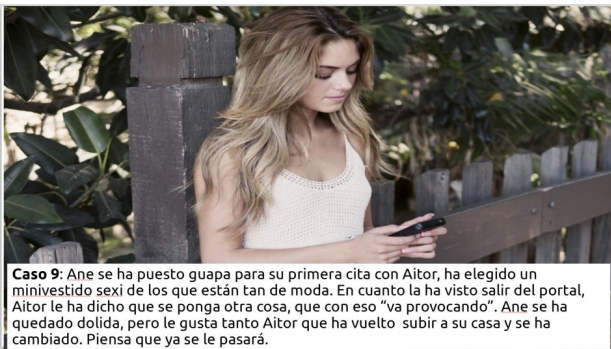 Caso 9: Ane se ha puesto guapa para su primera cita con Aitor, ha elegido un
minivestido sexi de los que están tan de moda. En cuanto la ha visto salir del portal,
Aitor le ha dicho que se ponga otra cosa, que con eso “va provocando”. Ane se ha
quedado dolida, pero le gusta tanto Aitor que ha vuelto  subir a su casa y se ha
cambiado. Piensa que ya se le pasará.